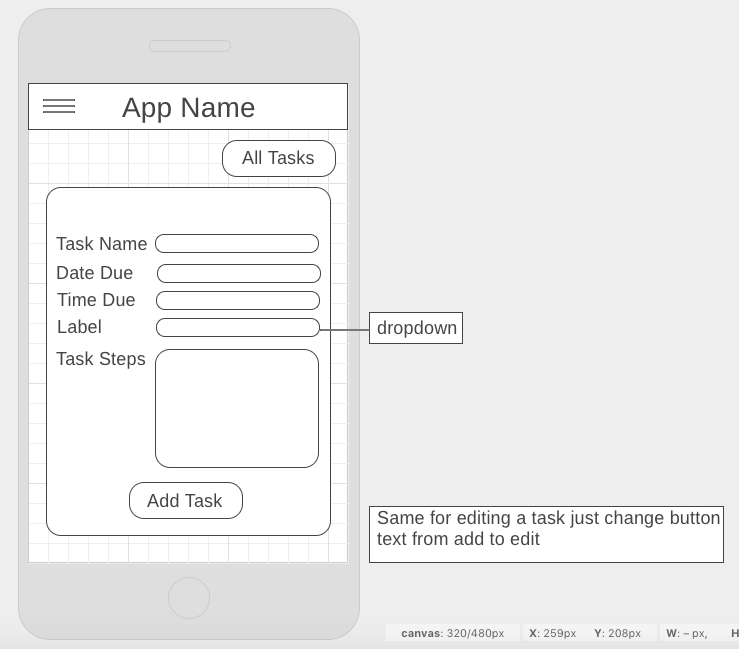 App Name
All Tasks
Task Name
Date Due
Time Due
Label
dropdown
Task Steps
Add Task
Same for editing a task just change button
text from add to edit
canvas: 320/480px X: 259px Y: 208px W: – px, H